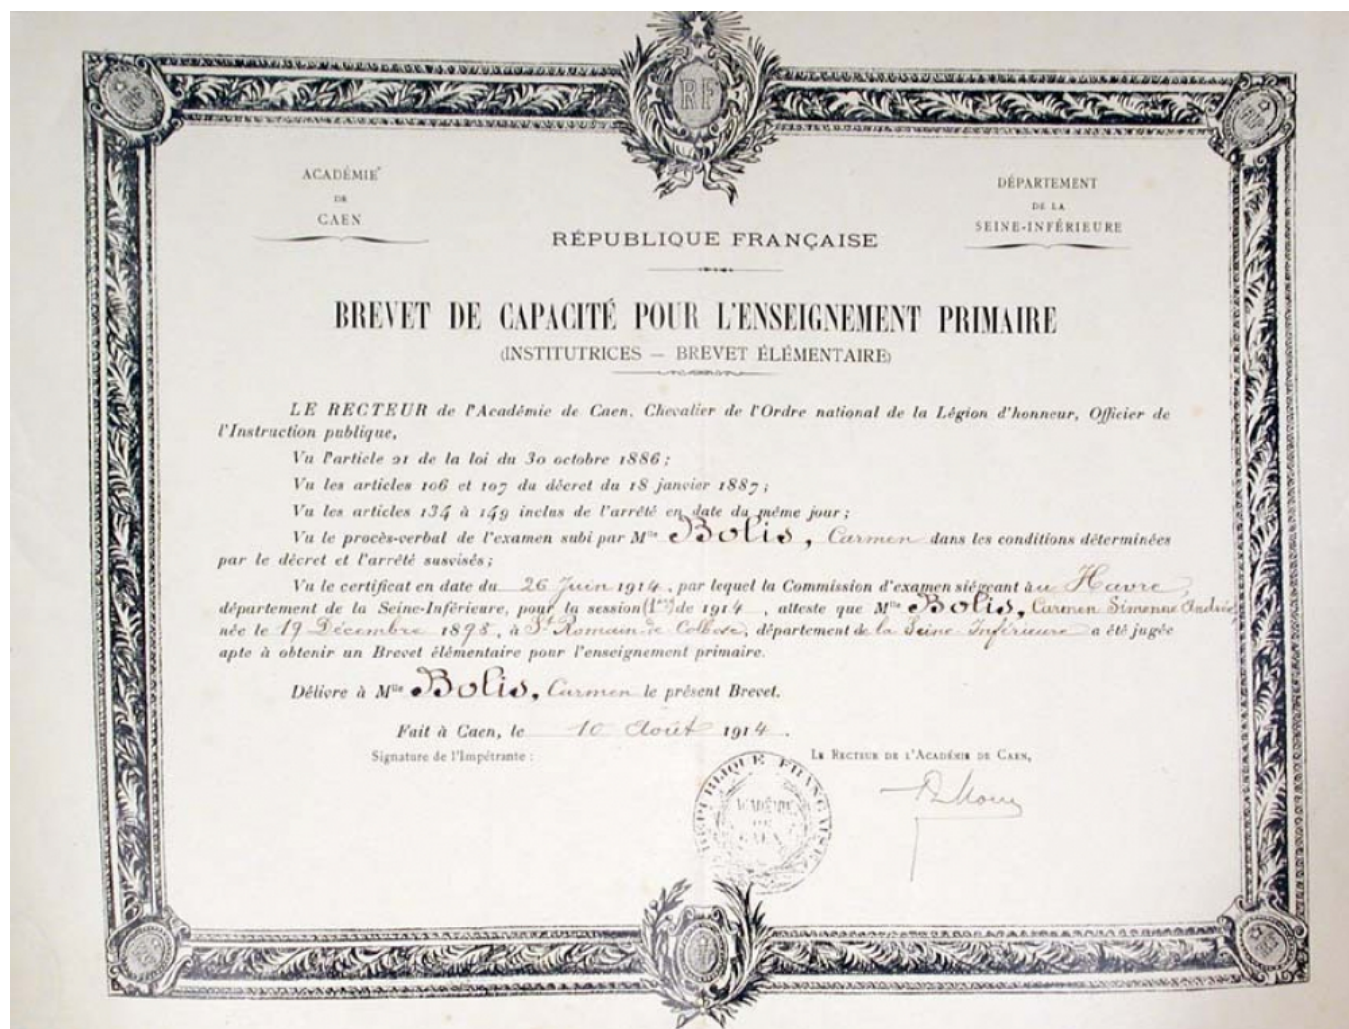 RF
ACADÉMIE
DE
CAEN
DÉPARTEMENT
DE LA
SEINE-INFÉRIEURE
RÉPUBLIQUE FRANÇAISE
BREVET DE CAPACITÉ POUR L'ENSEIGNEMENT PRIMAIRE
(INSTITUTRICES — BREVET ÉLÉMENTAIRE)
LE RECTEUR de l'Académie de Caen, Chevalier de l'Ordre national de la Légion d'honneur, Officier de
l'Instruction publique,
Vu l'article 21 de la loi du 30 octobre 1886;
Vu les articles 106 et 107 du décret du 18 janvier 1887;
Vu les articles 134 à 149 inclus de l'arrêté en date du même jour;
Vu le procès-verbal de l'examen subi par Mlle Bolis, Carmen dans les conditions déterminées
par le décret et l'arrêté susvisés;
Vu le certificat en date du 26 Juin 1914, par lequel la Commission d'examen siégeant au Havre,
département de la Seine-Inférieure, pour la session (1re) de 1914, atteste que Mlle Bolis, Carmen Simonne Andrée
née le 19 Décembre 1898, à St Romain-de-Colbosc, département de la Seine-Inférieure a été jugée
apte à obtenir un Brevet élémentaire pour l'enseignement primaire.
Délivre à Mlle Bolis, Carmen le présent Brevet.
Fait à Caen, le 10 Août 1914.
Signature de l'Impétrante :
LE RECTEUR DE L'ACADÉMIE DE CAEN,
RÉPUBLIQUE FRANÇAISE
ACADÉMIE
DE
CAEN